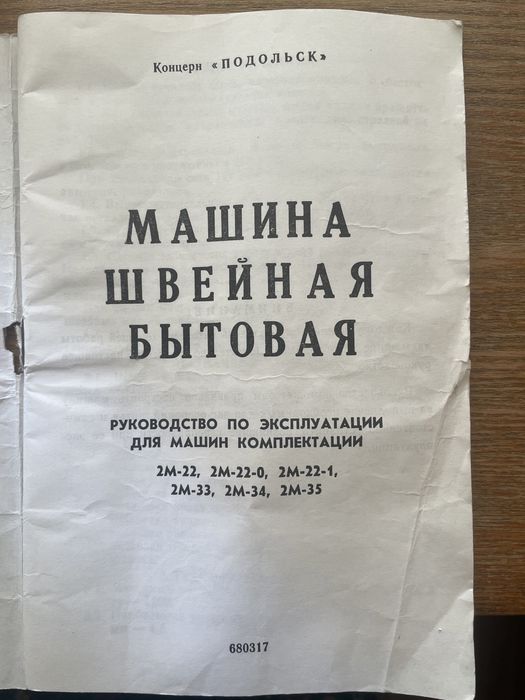 Концерн «ПОДОЛЬСК»
МАШИНА
ШВЕЙНАЯ
БЫТОВАЯ
РУКОВОДСТВО ПО ЭКСПЛУАТАЦИИ
ДЛЯ МАШИН КОМПЛЕКТАЦИИ
2М-22, 2М-22-0, 2М-22-1,
2М-33, 2М-34, 2М-35
680317